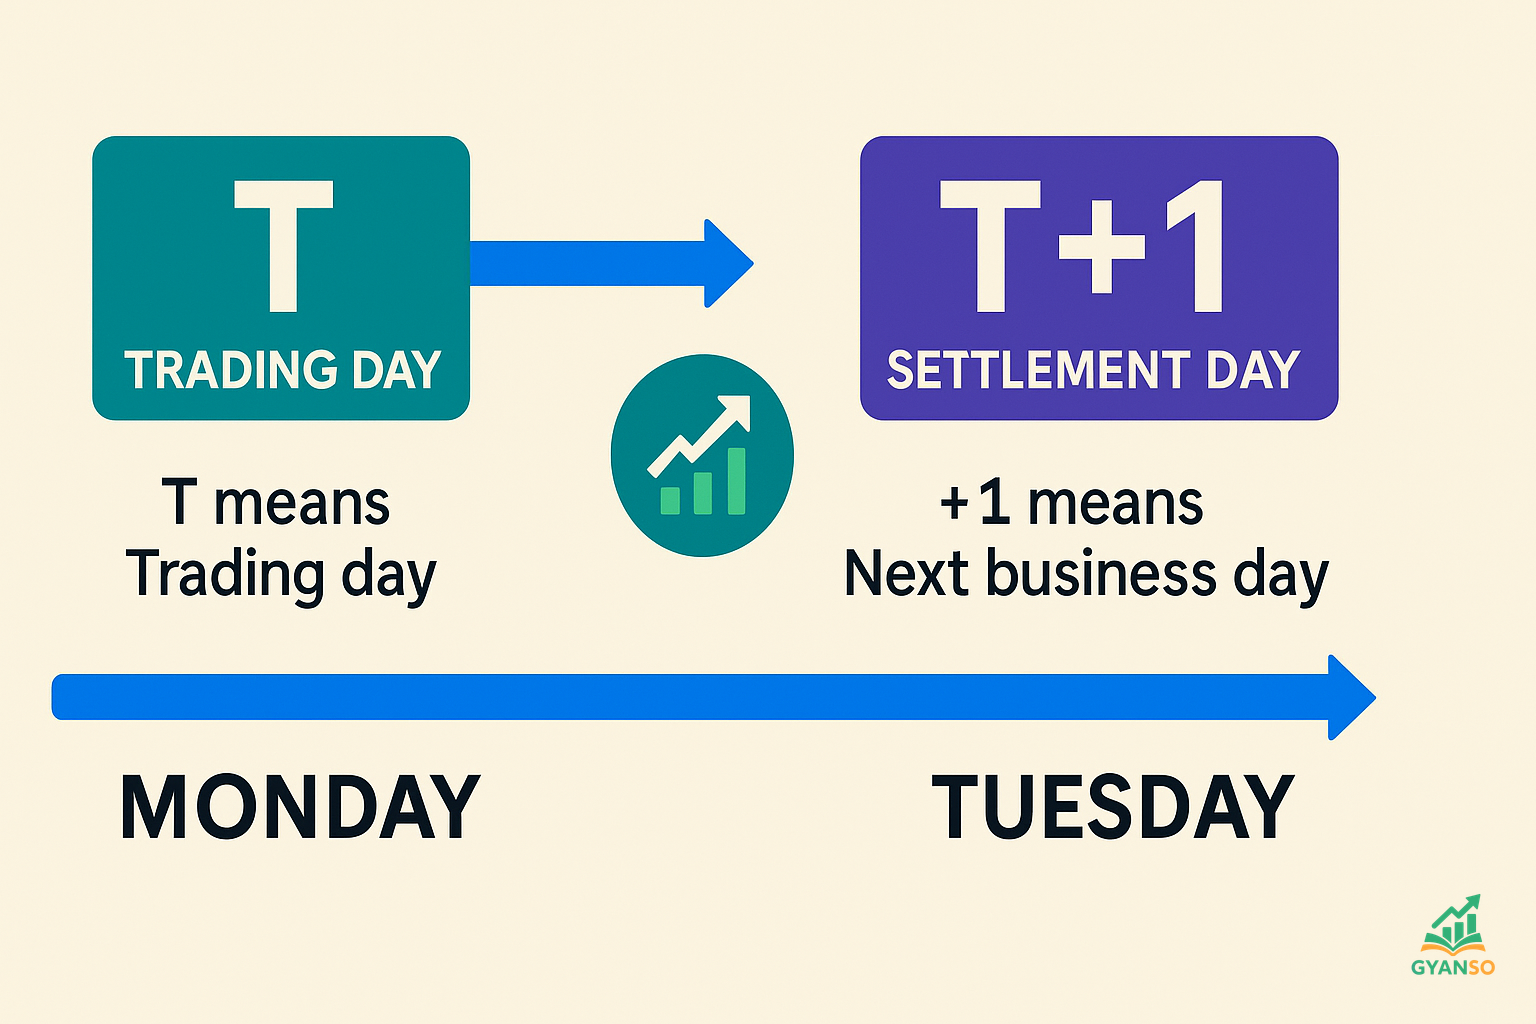 T
TRADING DAY
T+1
SETTLEMENT DAY
T means
Trading day
+1 means
Next business day
MONDAY
TUESDAY
GYANSO